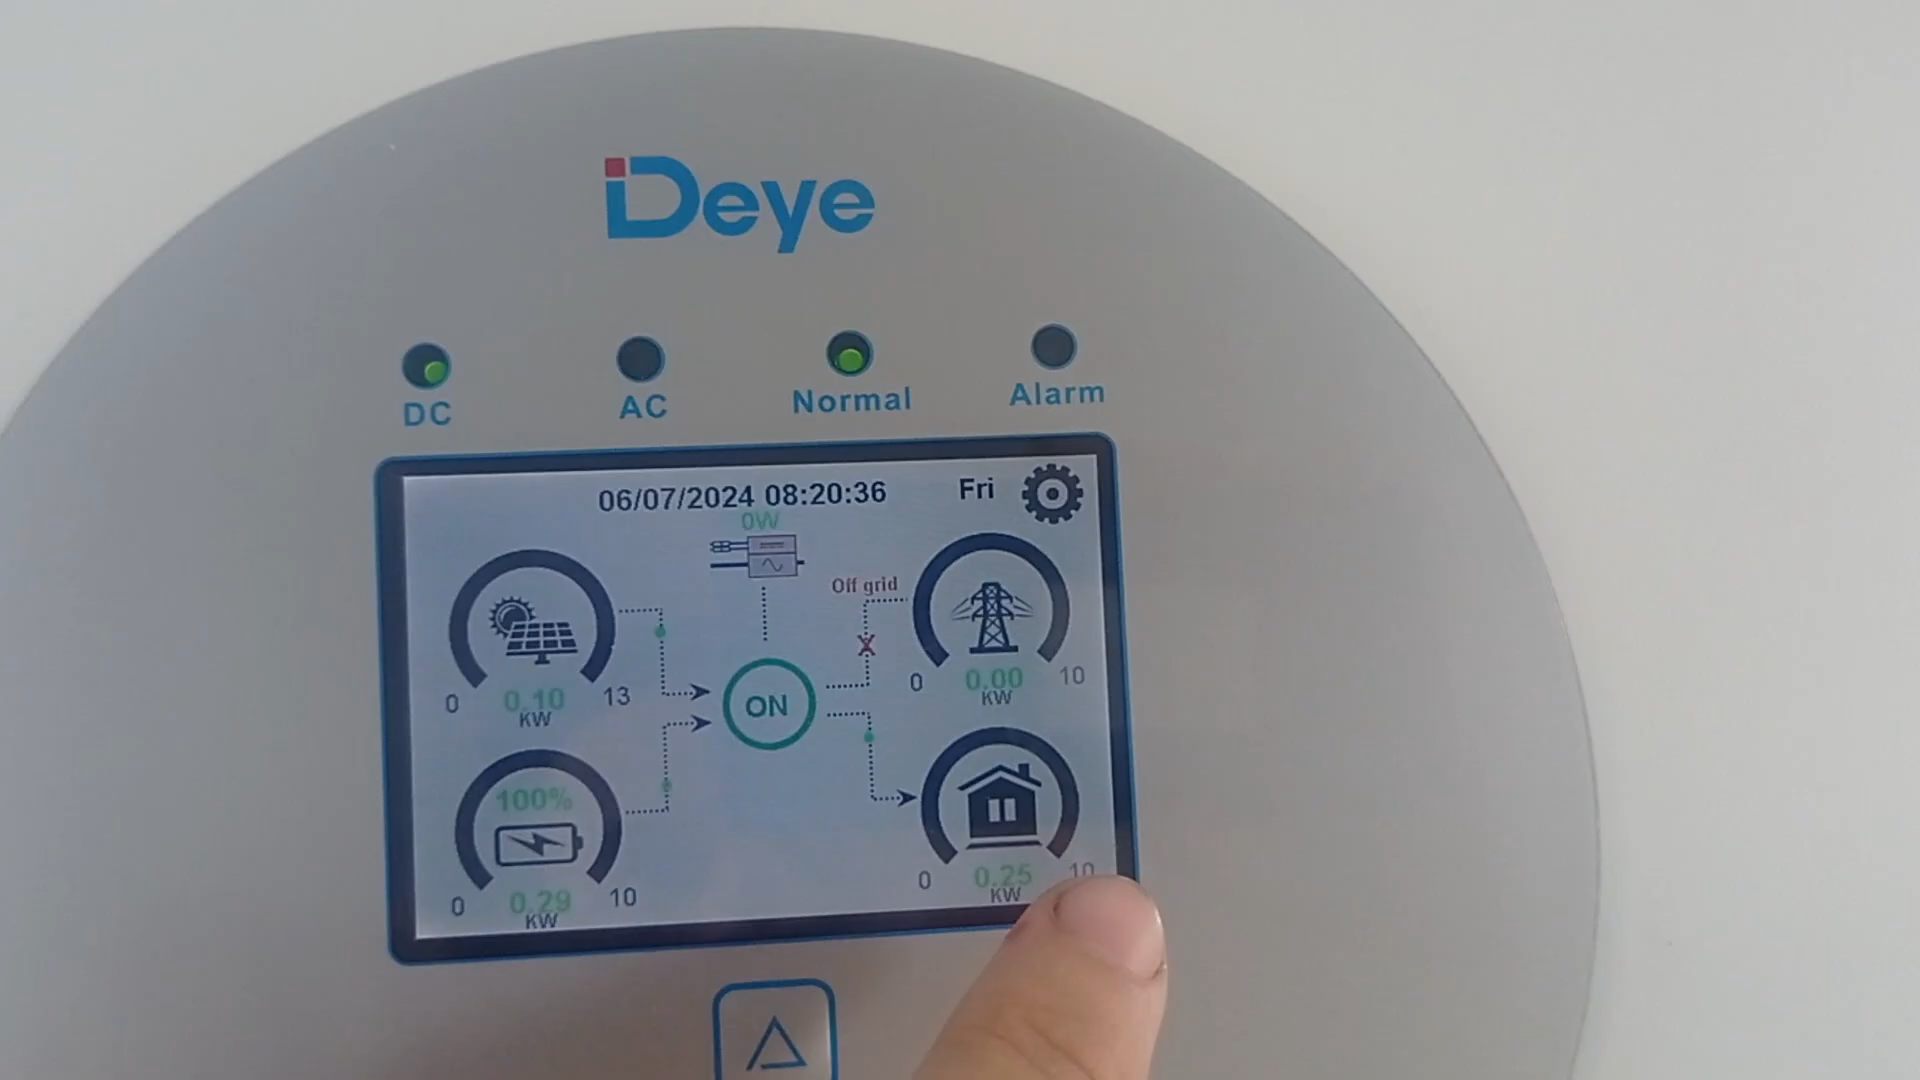 Deye
DC
AC
Normal
Alarm
06/07/2024 08:20:36
Fri
0W
Off grid
X
0
0.10
13
KW
ON
0
0.00
10
KW
100%
0
0.29
10
KW
0
0.25
10
KW